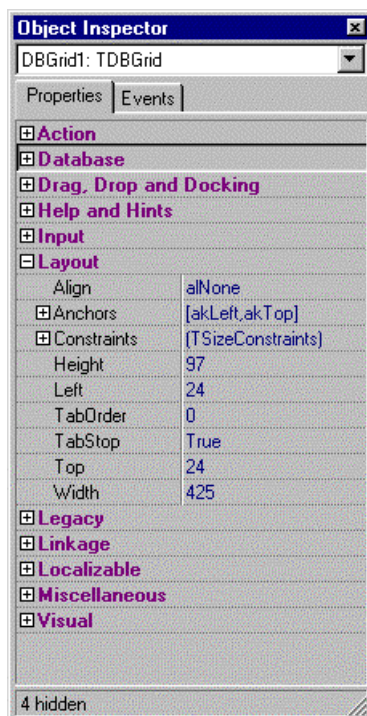 Object Inspector
DBGrid1: TDBGrid
Properties Events
Action
Database
Drag, Drop and Docking
Help and Hints
Input
Layout
Align alNone
Anchors [akLeft,akTop]
Constraints (TSizeConstraints)
Height 97
Left 24
TabOrder 0
TabStop True
Top 24
Width 425
Legacy
Linkage
Localizable
Miscellaneous
Visual
4 hidden